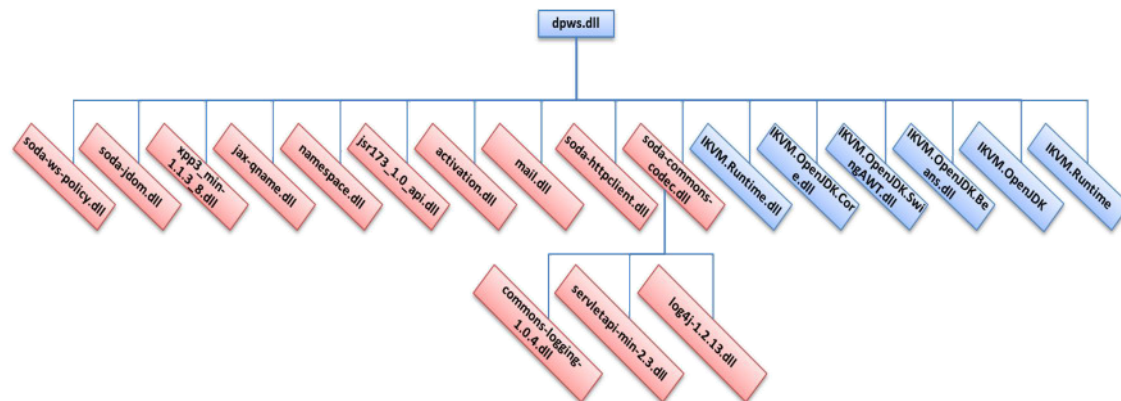 dpws.dll
soda-ws-policy.dll
soda-jdom.dll
xpp3_min-
1.1.3_8.dll
jax-qname.dll
namespace.dll
jsr173_1.0_api.dll
activation.dll
mail.dll
soda-httpclient.dll
soda-commons-
codec.dll
IKVM.Runtime.dll
IKVM.OpenJDK.Cor
e.dll
IKVM.OpenJDK.Swi
ngAWT.dll
IKVM.OpenJDK.Be
ans.dll
IKVM.OpenJDK
IKVM.Runtime
commons-logging-
1.0.4.dll
servletapi-min-2.3.dll
log4j-1.2.13.dll